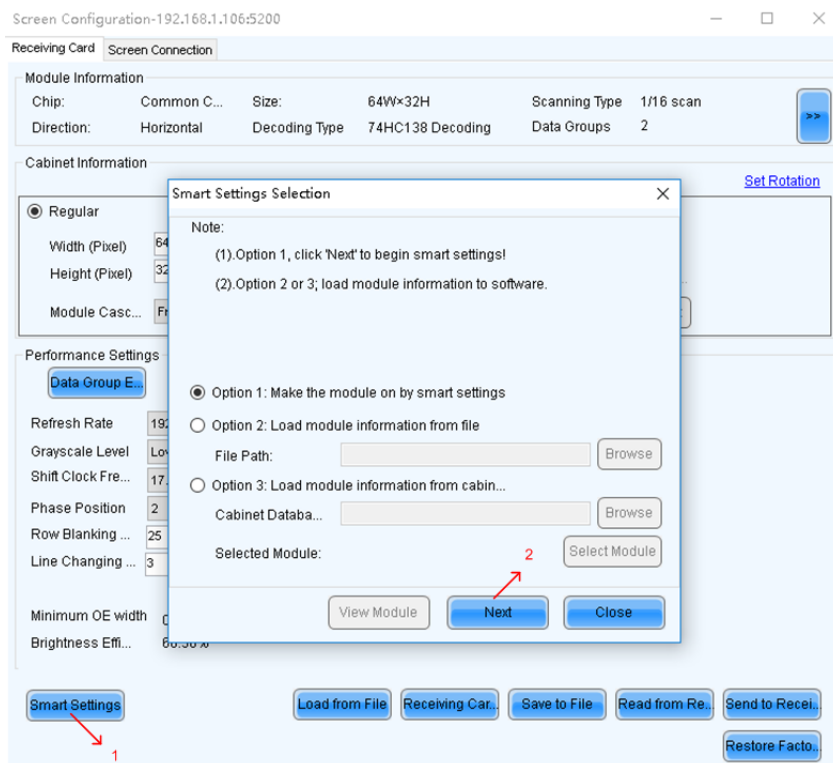 Screen Configuration-192.168.1.106:5200
Receiving Card Screen Connection
Module Information
Chip: Common C... Size: 64W×32H Scanning Type 1/16 scan
>>
Direction: Horizontal Decoding Type 74HC138 Decoding Data Groups 2
Cabinet Information
Set Rotation
Smart Settings Selection
Regular
Note:
Width (Pixel) 64
(1).Option 1, click 'Next' to begin smart settings!
Height (Pixel) 32
(2).Option 2 or 3; load module information to software.
Module Casc... Fr
Performance Settings
Data Group E...
Option 1: Make the module on by smart settings
Refresh Rate 192
Option 2: Load module information from file
Grayscale Level Lov
File Path: Browse
Shift Clock Fre... 17.
Option 3: Load module information from cabin...
Phase Position 2
Cabinet Databa... Browse
Row Blanking ... 25
Selected Module: 2 Select Module
Line Changing ... 3
Minimum OE width
View Module Next Close
Brightness Effi...
Smart Settings Load from File Receiving Car... Save to File Read from Re... Send to Recei...
1
Restore Facto...